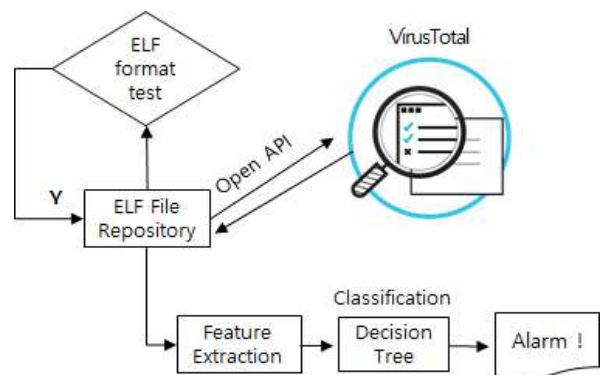 ELF
format
test
VirusTotal
Open API
Y
ELF File
Repository
Classification
Feature
Extraction
Decision
Tree
Alarm !